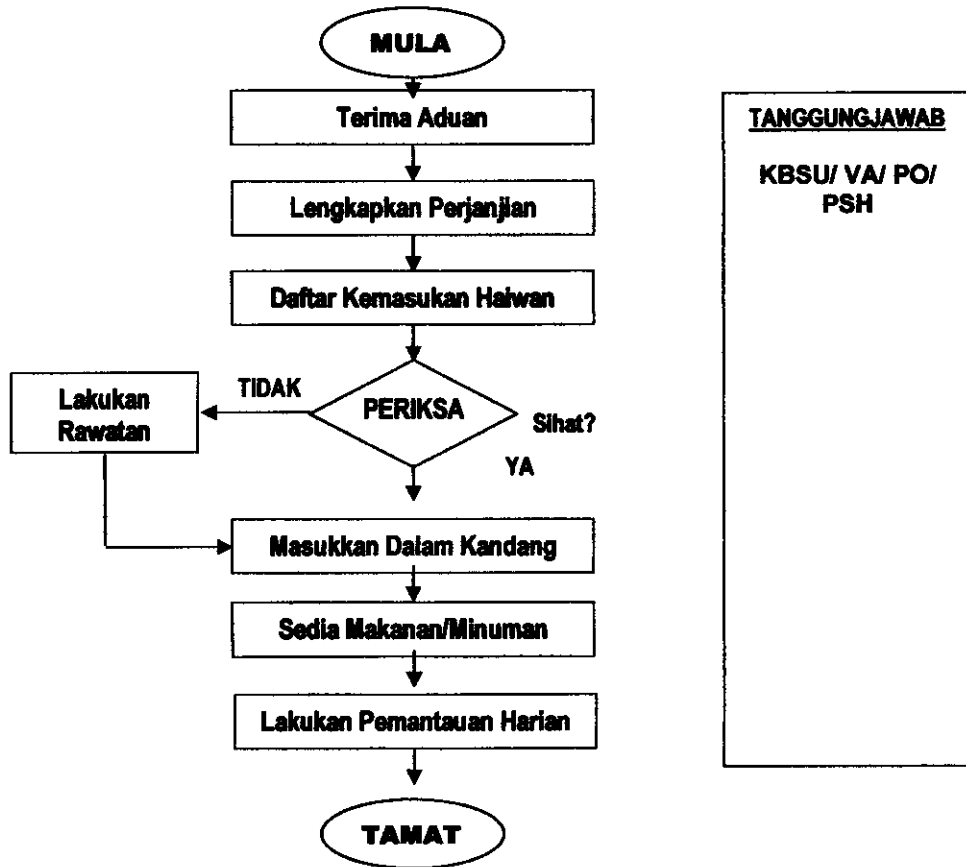 MULA
Terima Aduan
Lengkapkan Perjanjian
Daftar Kemasukan Haiwan
PERIKSA
Sihat?
TIDAK
YA
Lakukan
Rawatan
Masukkan Dalam Kandang
Sedia Makanan/Minuman
Lakukan Pemantauan Harian
TAMAT
TANGGUNGJAWAB
KBSU/ VA/ PO/
PSH